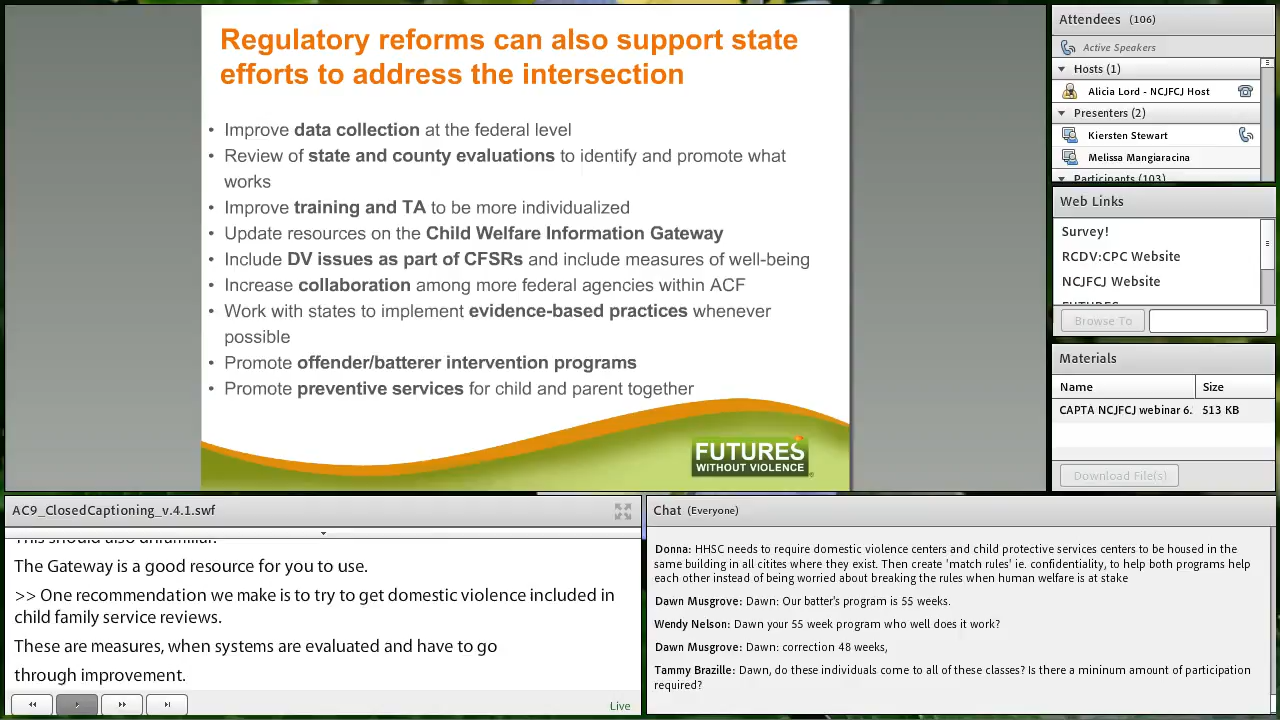 Regulatory reforms can also support state
efforts to address the intersection
• Improve data collection at the federal level
• Review of state and county evaluations to identify and promote what
works
• Improve training and TA to be more individualized
• Update resources on the Child Welfare Information Gateway
• Include DV issues as part of CFSRs and include measures of well-being
• Increase collaboration among more federal agencies within ACF
• Work with states to implement evidence-based practices whenever
possible
• Promote offender/batterer intervention programs
• Promote preventive services for child and parent together
FUTURES
WITHOUT VIOLENCE
Attendees (106)
Active Speakers
Hosts (1)
Alicia Lord - NCJFCJ Host
Presenters (2)
Kiersten Stewart
Melissa Mangiaracina
Participants (103)
Web Links
Survey!
RCDV:CPC Website
NCJFCJ Website
FUTURES
Browse To
Materials
Name Size
CAPTA NCJFCJ webinar 6. 513 KB
Download File(s)
AC9_ClosedCaptioning_v.4.1.swf
This should also unfamiliar.
The Gateway is a good resource for you to use.
>> One recommendation we make is to try to get domestic violence included in
child family service reviews.
These are measures, when systems are evaluated and have to go
through improvement.
Live
Chat (Everyone)
Donna: HHSC needs to require domestic violence centers and child protective services centers to be housed in the
same building in all citites where they exist. Then create 'match rules' ie. confidentiality, to help both programs help
each other instead of being worried about breaking the rules when human welfare is at stake
Dawn Musgrove: Dawn: Our batter's program is 55 weeks.
Wendy Nelson: Dawn your 55 week program who well does it work?
Dawn Musgrove: Dawn: correction 48 weeks,
Tammy Brazille: Dawn, do these individuals come to all of these classes? Is there a mininum amount of participation
required?